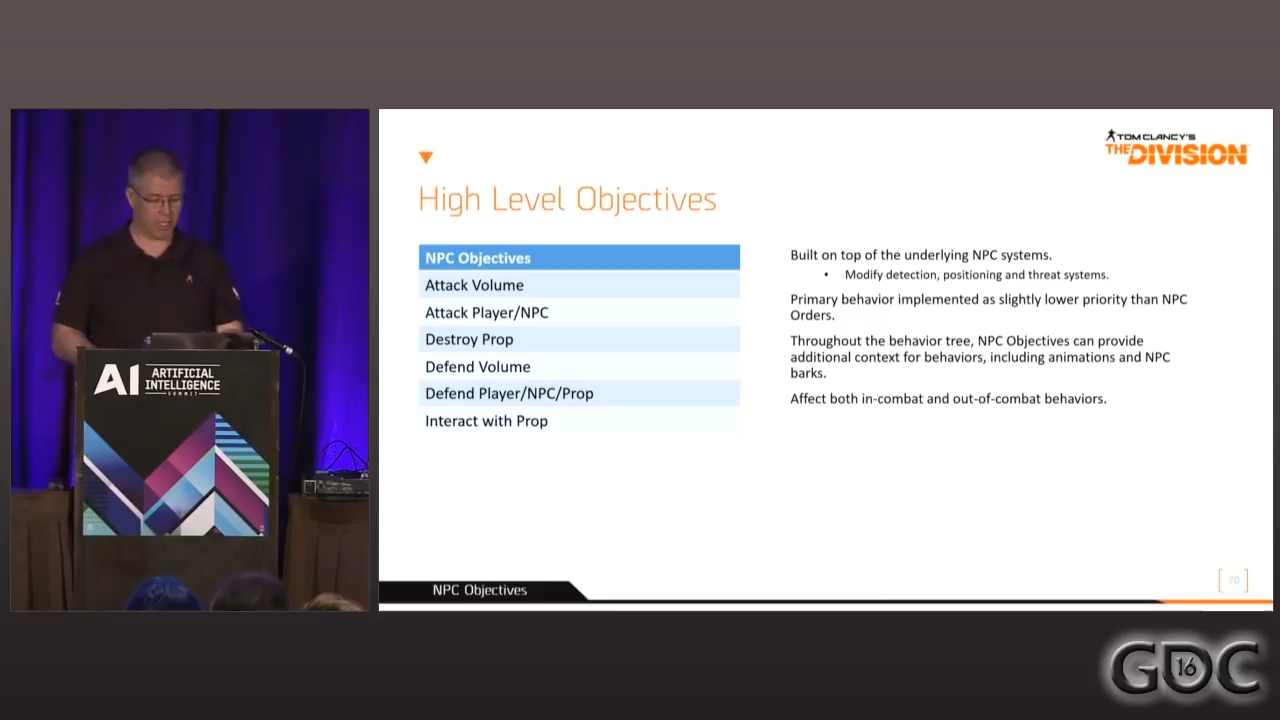 AI ARTIFICIAL
INTELLIGENCE
SUMMIT
TOM CLANCY'S
THE DIVISION
High Level Objectives
NPC Objectives
Attack Volume
Attack Player/NPC
Destroy Prop
Defend Volume
Defend Player/NPC/Prop
Interact with Prop
Built on top of the underlying NPC systems.
• Modify detection, positioning and threat systems.
Primary behavior implemented as slightly lower priority than NPC
Orders.
Throughout the behavior tree, NPC Objectives can provide
additional context for behaviors, including animations and NPC
barks.
Affect both in-combat and out-of-combat behaviors.
NPC Objectives
70
GDC 16